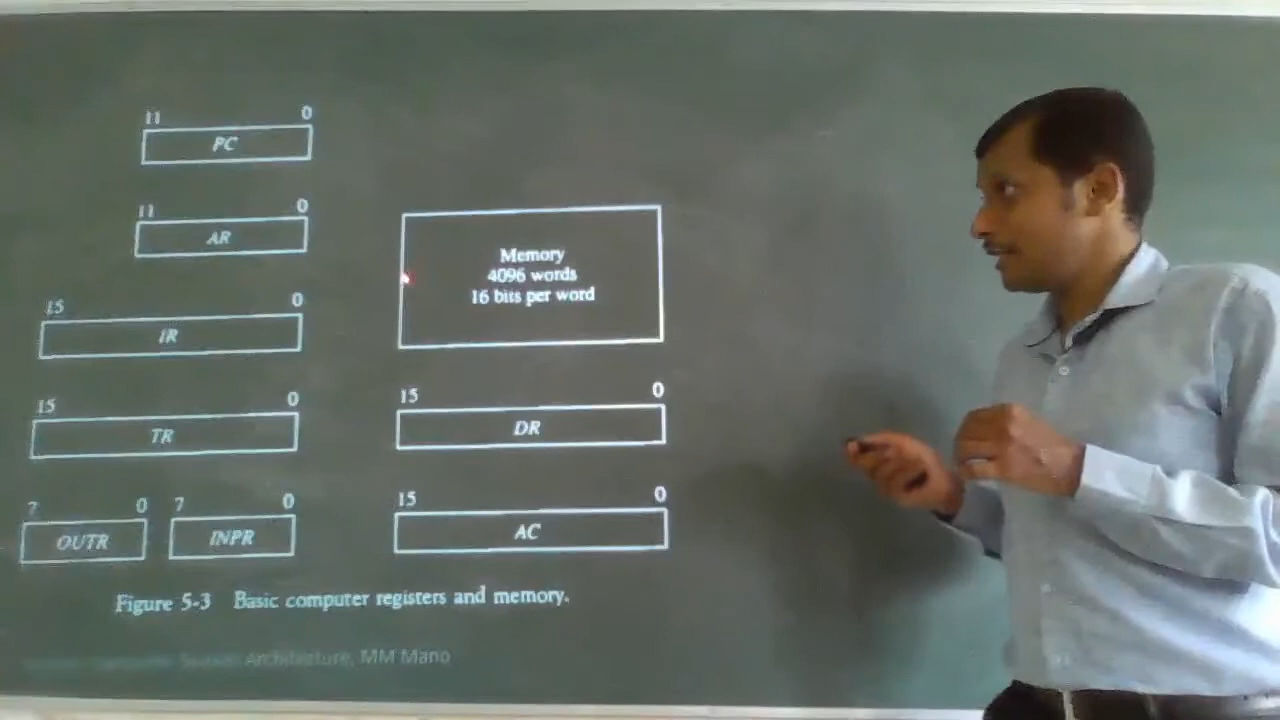 11 0
PC
11 0
AR
15 0
IR
15 0
TR
7 0
OUTR
7 0
INPR
Memory
4096 words
16 bits per word
15 0
DR
15 0
AC
Figure 5-3 Basic computer registers and memory.
Architecture, MM Mano